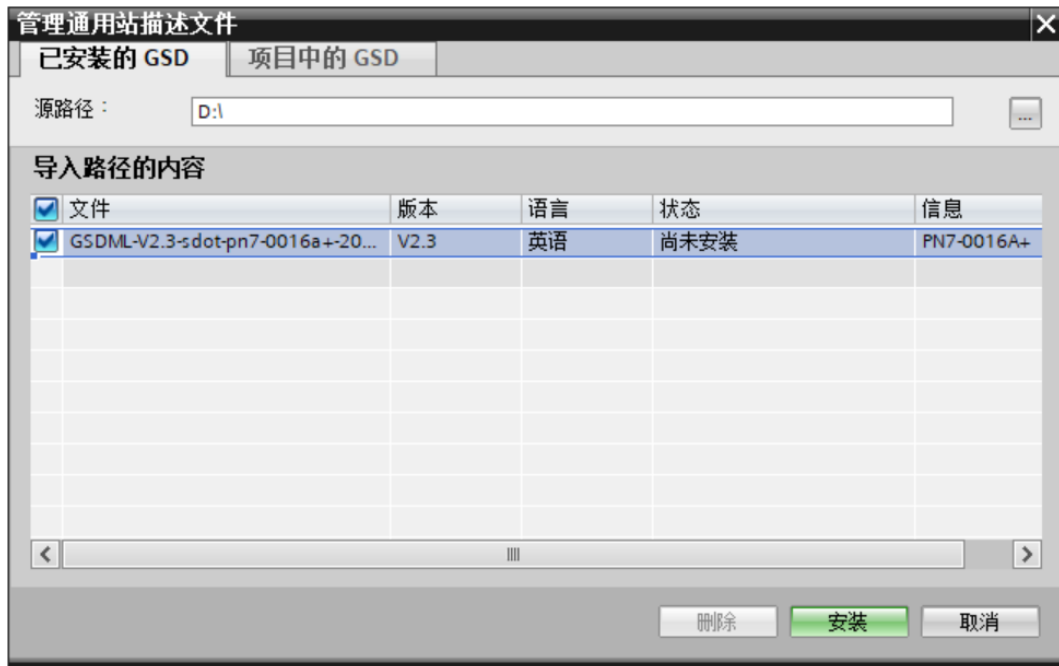 管理通用站描述文件
已安装的 GSD 项目中的 GSD
源路径： D:\ ...
导入路径的内容
文件 版本 语言 状态 信息
GSDML-V2.3-sdot-pn7-0016a+-20... V2.3 英语 尚未安装 PN7-0016A+
删除 安装 取消